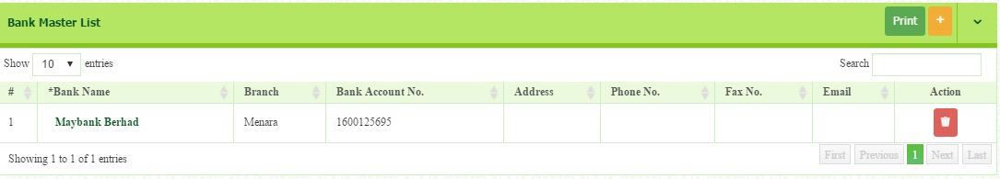 Bank Master List Print +
Show 10 entries Search
# *Bank Name Branch Bank Account No. Address Phone No. Fax No. Email Action
1 Maybank Berhad Menara 1600125695
Showing 1 to 1 of 1 entries First Previous 1 Next Last